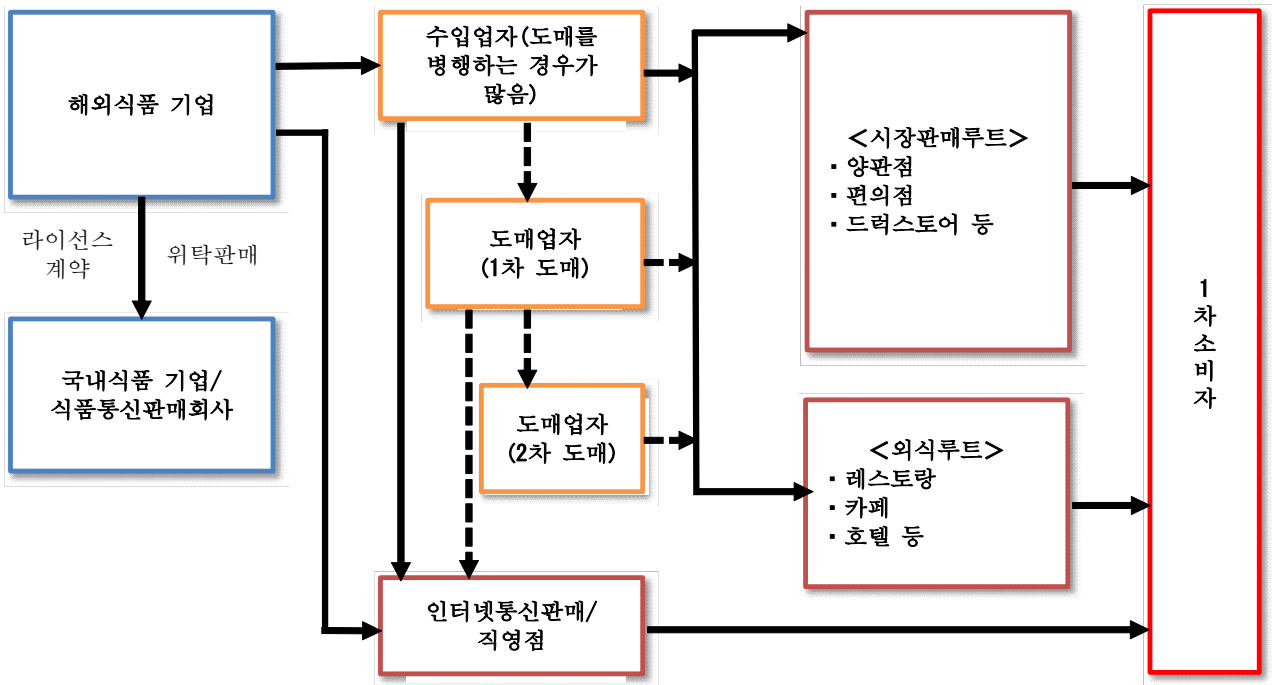 해외식품 기업
라이선스
계약
위탁판매
국내식품 기업/
식품통신판매회사
수입업자(도매를
병행하는 경우가
많음)
도매업자
(1차 도매)
도매업자
(2차 도매)
인터넷통신판매/
직영점
<시장판매루트>
▪ 양판점
▪ 편의점
▪ 드럭스토어 등
<외식루트>
▪ 레스토랑
▪ 카페
▪ 호텔 등
1
차
소
비
자